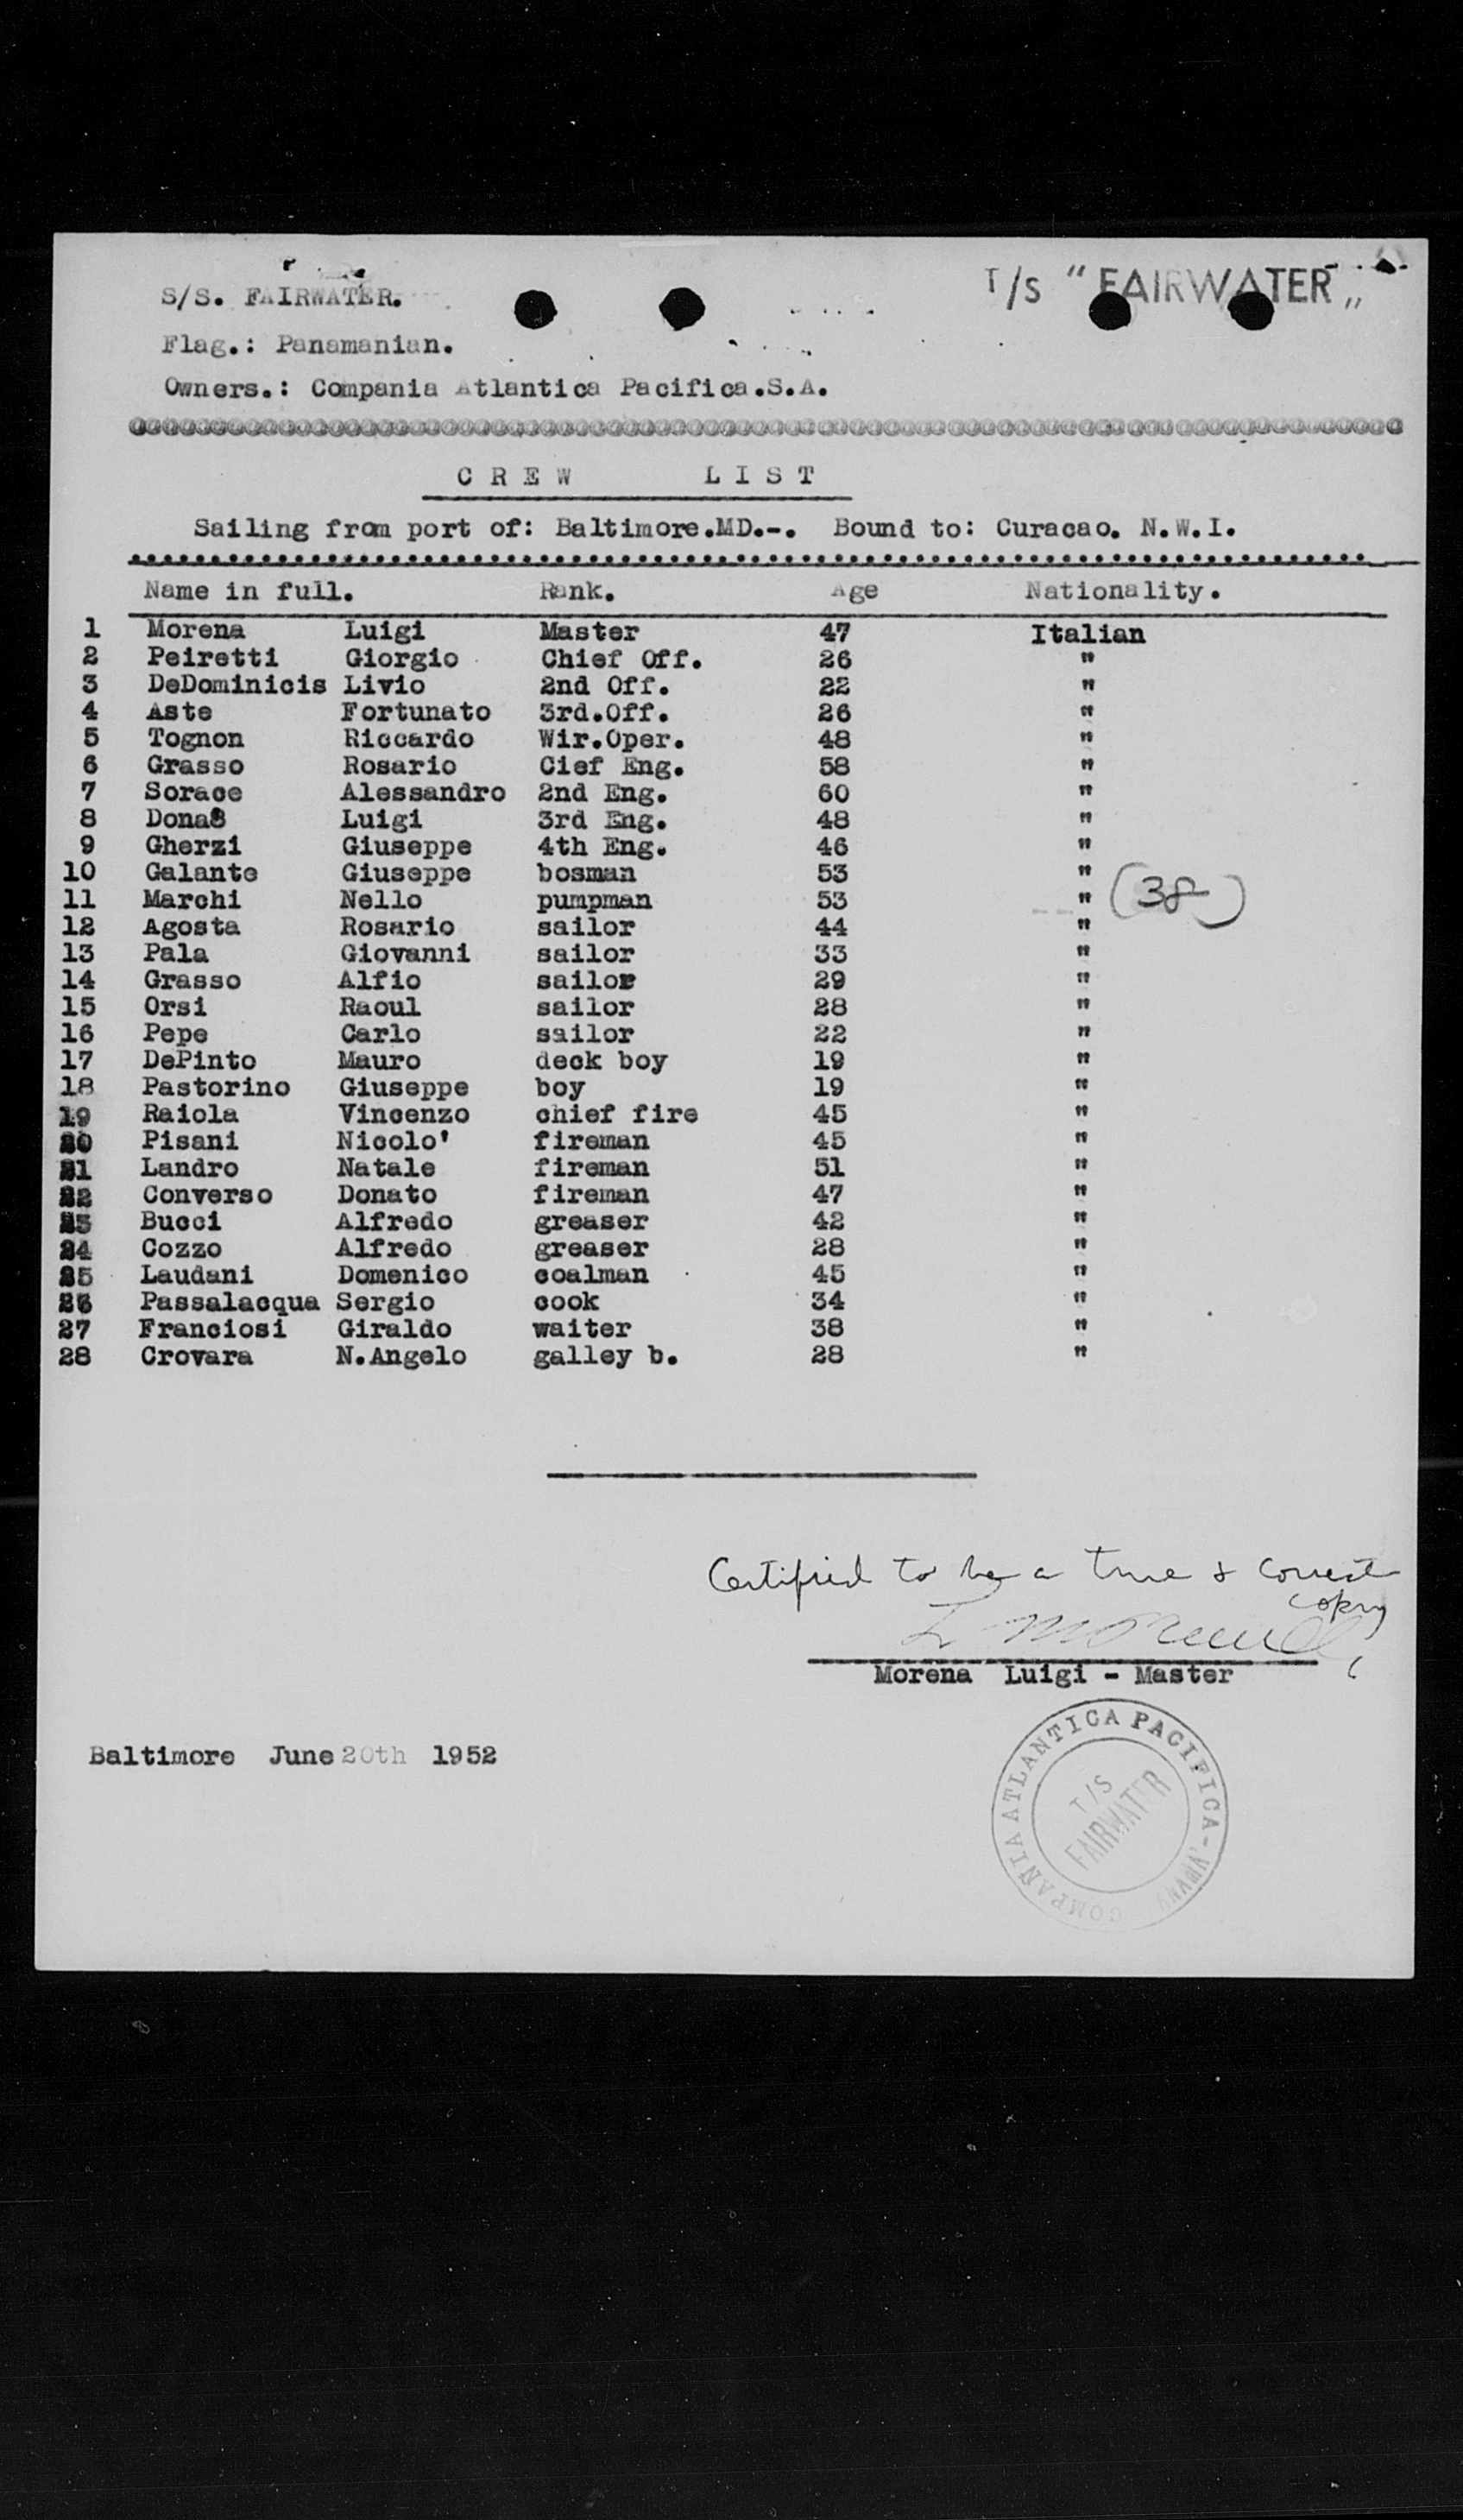 T/S "FAIRWATER"
S/S. FAIRWATER.
Flag.: Panamanian.
Owners.: Compania Atlantica Pacifica.S.A.
CREW LIST
Sailing from port of: Baltimore.MD.-. Bound to: Curacao. N.W.I.
Name in full. Rank. Age Nationality.
1 Morena Luigi Master 47 Italian
2 Peiretti Giorgio Chief Off. 26 "
3 DeDominicis Livio 2nd Off. 22 "
4 Aste Fortunato 3rd.Off. 26 "
5 Tognon Riccardo Wir.Oper. 48 "
6 Grasso Rosario Cief Eng. 58 "
7 Sorace Alessandro 2nd Eng. 60 "
8 Luigi 3rd Eng. 48 "
9 Gherzi Giuseppe 4th Eng. 46 "
10 Galante Giuseppe bosman 53 "
11 Marchi Nello pumpman 53 " (38)
12 Agosta Rosario sailor 44 "
13 Pala Giovanni sailor 33 "
14 Grasso Alfio sailor 29 "
15 Orsi Raoul sailor 28 "
16 Pepe Carlo sailor 22 "
17 DePinto Mauro deck boy 19 "
18 Pastorino Giuseppe boy 19 "
19 Raiola Vincenzo chief fire 45 "
20 Pisani Nicolo' fireman 45 "
21 Landro Natale fireman 51 "
22 Converso Donato fireman 47 "
23 Bucci Alfredo greaser 42 "
24 Cozzo Alfredo greaser 28 "
25 Laudani Domenico coalman 45 "
26 Passalacqua Sergio cook 34 "
27 Franciosi Giraldo waiter 38 "
28 Crovara N.Angelo galley b. 28 "
Certified to be a true & correct
copy
Morena Luigi - Master
Baltimore June 20th 1952
COMPAÑIA ATLANTICA PACIFICA
T/S
FAIRWATER